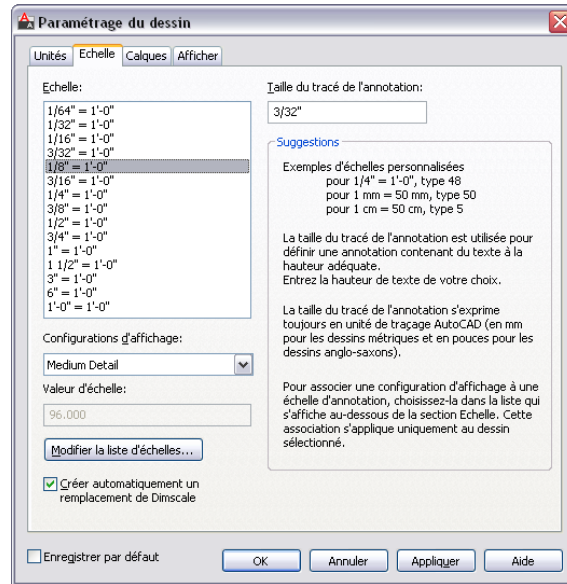 Paramétrage du dessin
Unités Echelle Calques Afficher
Echelle:
1/64" = 1'-0"
1/32" = 1'-0"
1/16" = 1'-0"
3/32" = 1'-0"
1/8" = 1'-0"
3/16" = 1'-0"
1/4" = 1'-0"
3/8" = 1'-0"
1/2" = 1'-0"
3/4" = 1'-0"
1" = 1'-0"
1 1/2" = 1'-0"
3" = 1'-0"
6" = 1'-0"
1'-0" = 1'-0"
Configurations d'affichage:
Medium Detail
Valeur d'échelle:
96.000
Modifier la liste d'échelles...
Créer automatiquement un
remplacement de Dimscale
Taille du tracé de l'annotation:
3/32"
Suggestions
Exemples d'échelles personnalisées
pour 1/4" = 1'-0", type 48
pour 1 mm = 50 mm, type 50
pour 1 cm = 50 cm, type 5
La taille du tracé de l'annotation est utilisée pour
définir une annotation contenant du texte à la
hauteur adéquate.
Entrez la hauteur de texte de votre choix.
La taille du tracé de l'annotation s'exprime
toujours en unité de traçage AutoCAD (en mm
pour les dessins métriques et en pouces pour les
dessins anglo-saxons).
Pour associer une configuration d'affichage à une
échelle d'annotation, choisissez-la dans la liste qui
s'affiche au-dessous de la section Echelle. Cette
association s'applique uniquement au dessin
sélectionné.
Enregistrer par défaut
OK Annuler Appliquer Aide